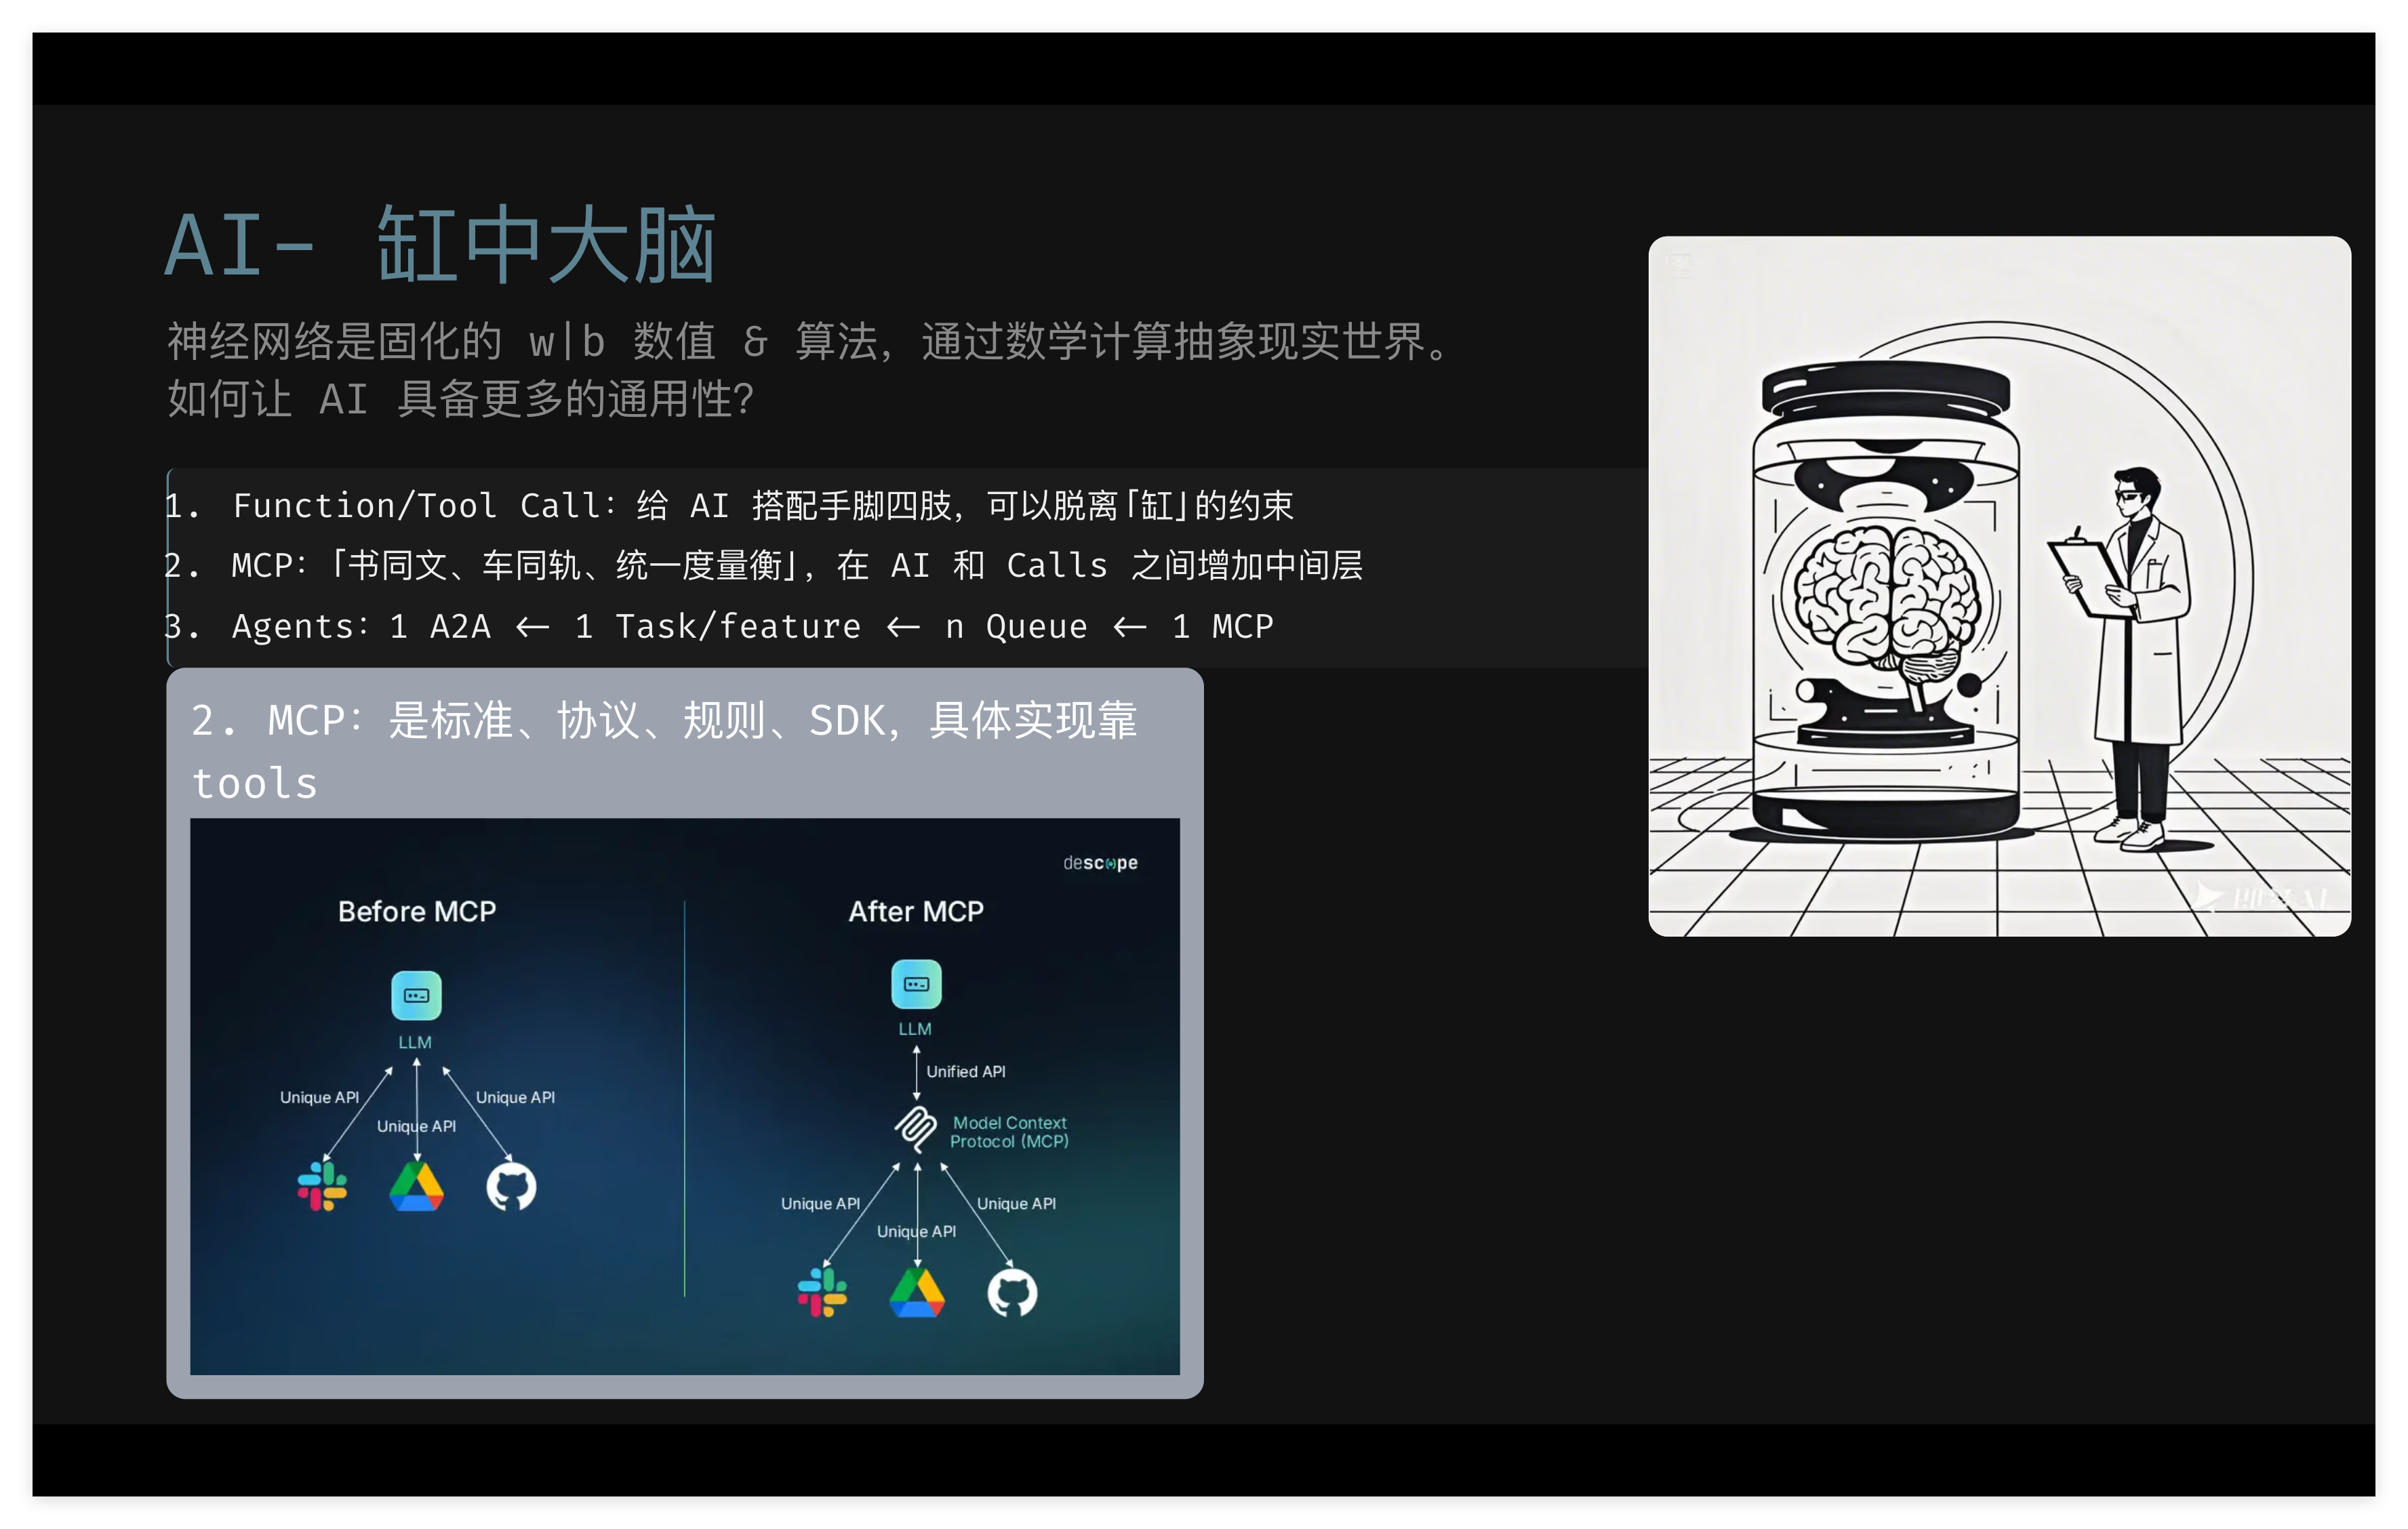 AI- 缸中大脑
神经网络是固化的 w|b 数值 & 算法，通过数学计算抽象现实世界。
如何让 AI 具备更多的通用性？
1. Function/Tool Call：给 AI 搭配手脚四肢，可以脱离「缸」的约束
2. MCP：「书同文、车同轨、统一度量衡」，在 AI 和 Calls 之间增加中间层
3. Agents：1 A2A ← 1 Task/feature ← n Queue ← 1 MCP
2. MCP：是标准、协议、规则、SDK，具体实现靠
tools
descope
Before MCP
LLM
Unique API
Unique API
Unique API
After MCP
LLM
Unified API
Model Context
Protocol (MCP)
Unique API
Unique API
Unique API